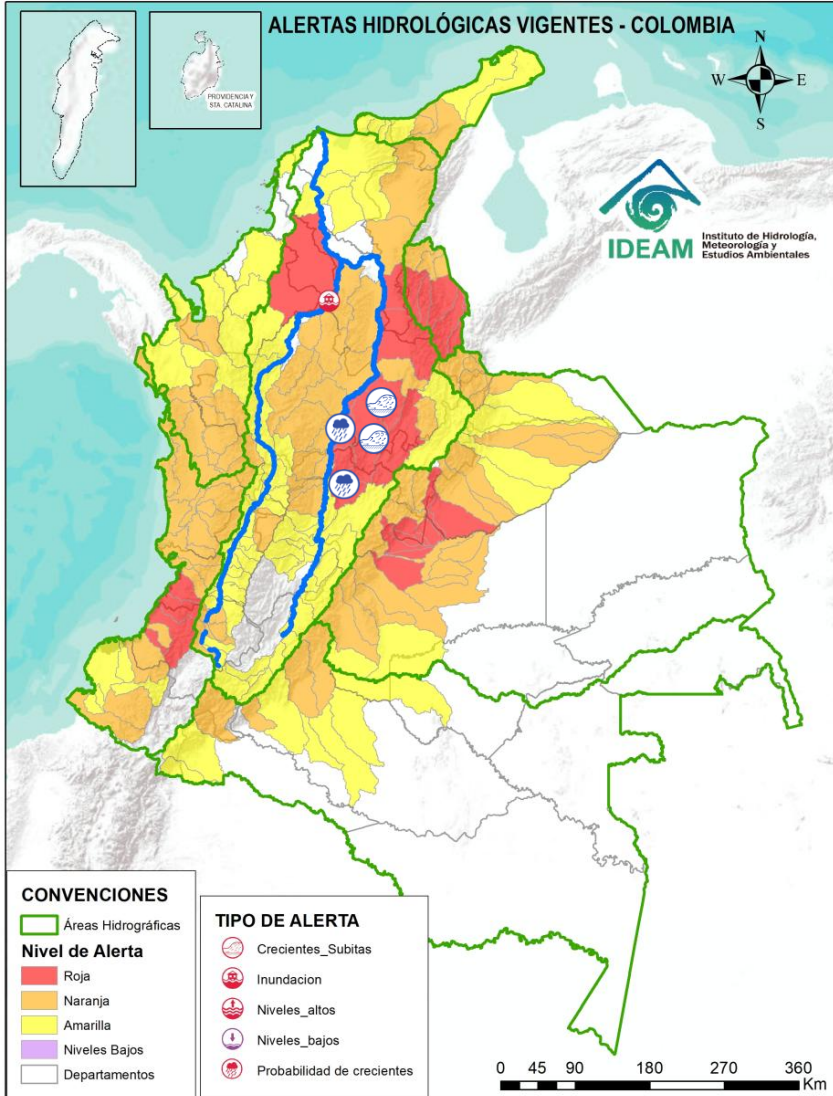 ALERTAS HIDROLÓGICAS VIGENTES - COLOMBIA
PROVIDENCIA Y
STA. CATALINA
N
W
E
S
IDEAM
Instituto de Hidrología,
Meteorología y
Estudios Ambientales
CONVENCIONES
Áreas Hidrográficas
Nivel de Alerta
Roja
Naranja
Amarilla
Niveles Bajos
Departamentos
TIPO DE ALERTA
Crecientes_Subitas
Inundacion
Niveles_altos
Niveles_bajos
Probabilidad de crecientes
0 45 90 180 270 360
Km